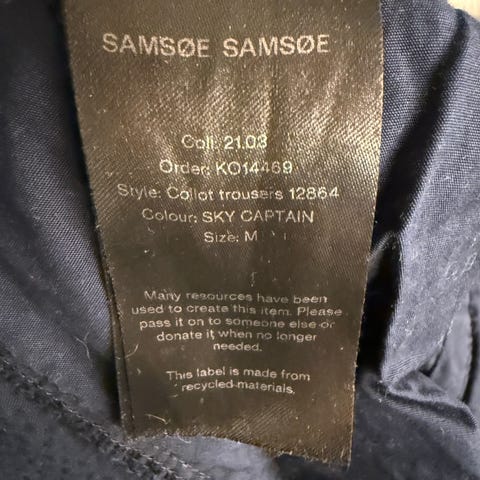 SAMSØE SAMSØE
Coll: 21.03
Order: KO14469
Style: Collot trousers 12864
Colour: SKY CAPTAIN
Size: M
Many resources have been
used to create this item. Please
pass it on to someone else or
donate it when no longer
needed.
This label is made from
recycled materials.